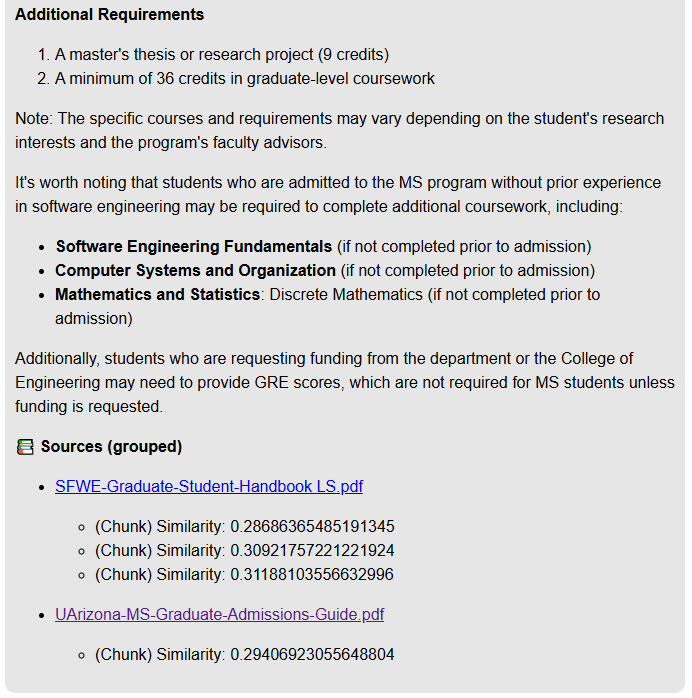 Additional Requirements
1. A master's thesis or research project (9 credits)
2. A minimum of 36 credits in graduate-level coursework
Note: The specific courses and requirements may vary depending on the student's research
interests and the program's faculty advisors.
It's worth noting that students who are admitted to the MS program without prior experience
in software engineering may be required to complete additional coursework, including:
• Software Engineering Fundamentals (if not completed prior to admission)
• Computer Systems and Organization (if not completed prior to admission)
• Mathematics and Statistics: Discrete Mathematics (if not completed prior to
admission)
Additionally, students who are requesting funding from the department or the College of
Engineering may need to provide GRE scores, which are not required for MS students unless
funding is requested.
📚 Sources (grouped)
• SFWE-Graduate-Student-Handbook LS.pdf
◦ (Chunk) Similarity: 0.28686365485191345
◦ (Chunk) Similarity: 0.30921757221221924
◦ (Chunk) Similarity: 0.31188103556632996
• UArizona-MS-Graduate-Admissions-Guide.pdf
◦ (Chunk) Similarity: 0.29406923055648804